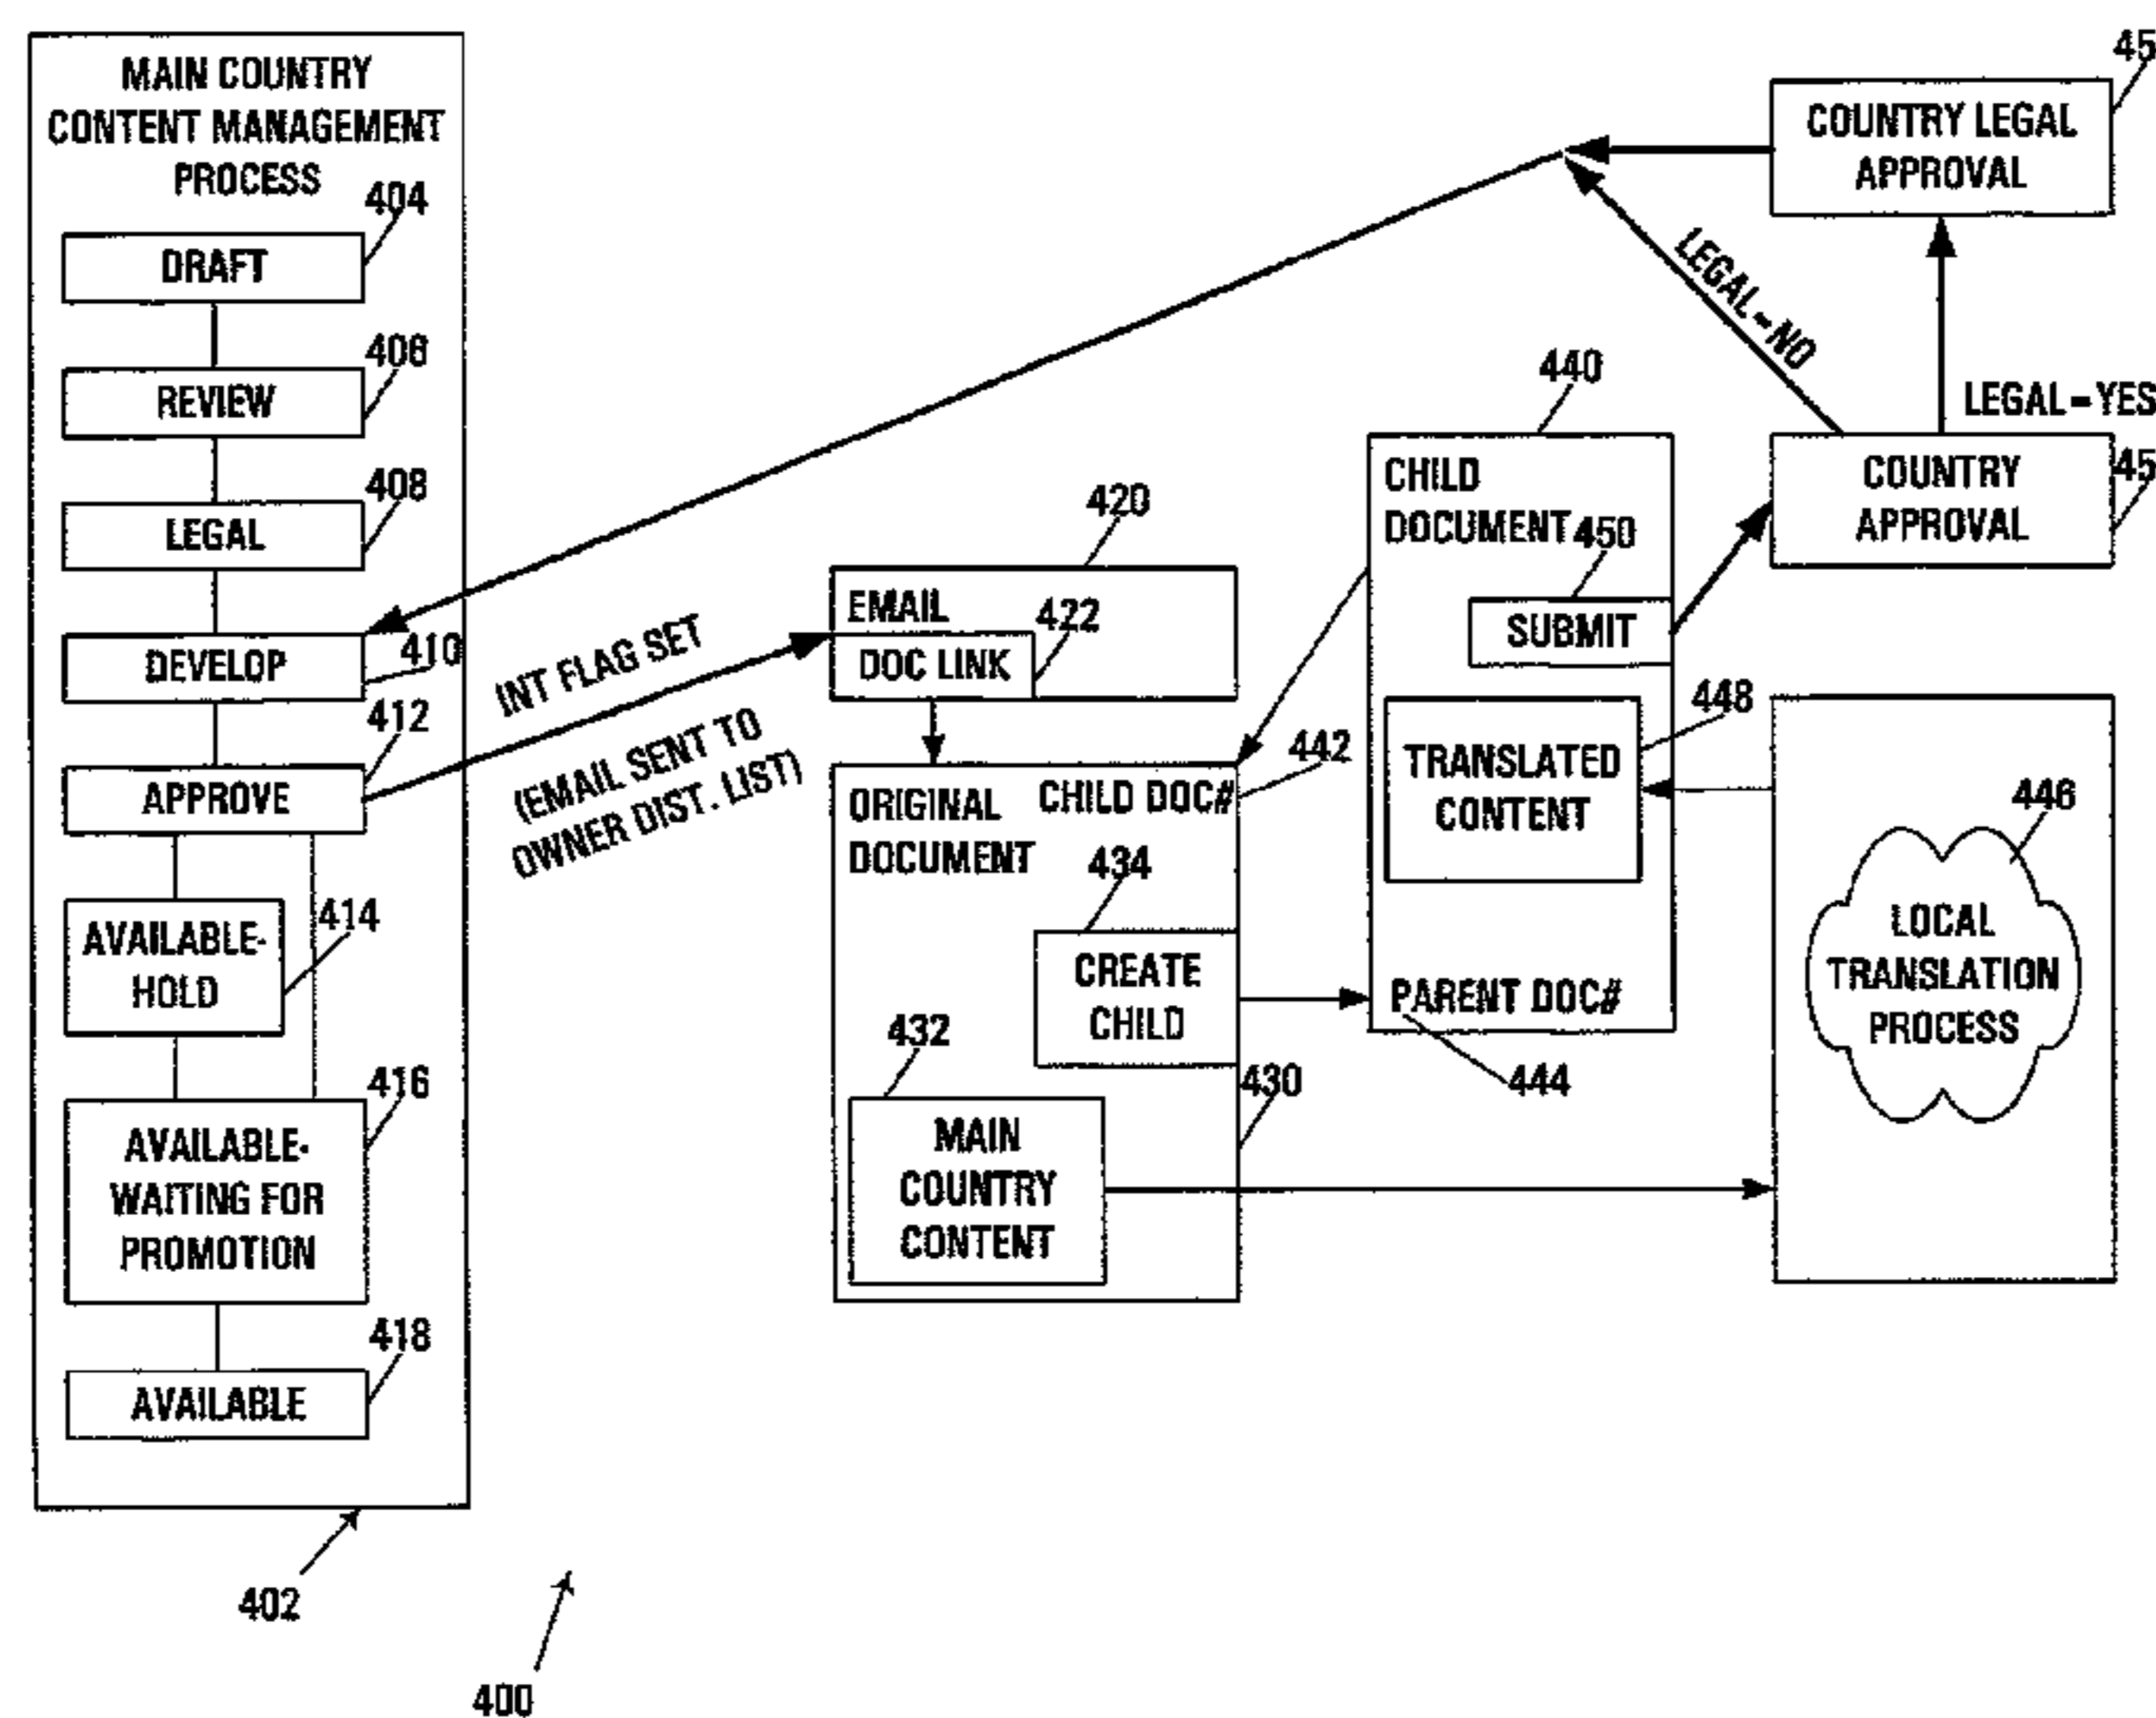 MAIN COUNTRY
CONTENT MANAGEMENT
PROCESS
404
DRAFT
406
REVIEW
408
LEGAL
410
DEVELOP
412
APPROVE
414
AVAILABLE-
HOLD
416
AVAILABLE-
WAITING FOR
PROMOTION
418
AVAILABLE
402
400
INT FLAG SET
(EMAIL SENT TO
OWNER DIST. LIST)
420
EMAIL
422
DOC LINK
442
ORIGINAL
DOCUMENT
CHILD DOC#
434
CREATE
CHILD
432
430
MAIN
COUNTRY
CONTENT
440
CHILD
DOCUMENT
450
SUBMIT
448
TRANSLATED
CONTENT
PARENT DOC#
444
45
COUNTRY LEGAL
APPROVAL
LEGAL-NO
LEGAL-YES
45
COUNTRY
APPROVAL
446
LOCAL
TRANSLATION
PROCESS